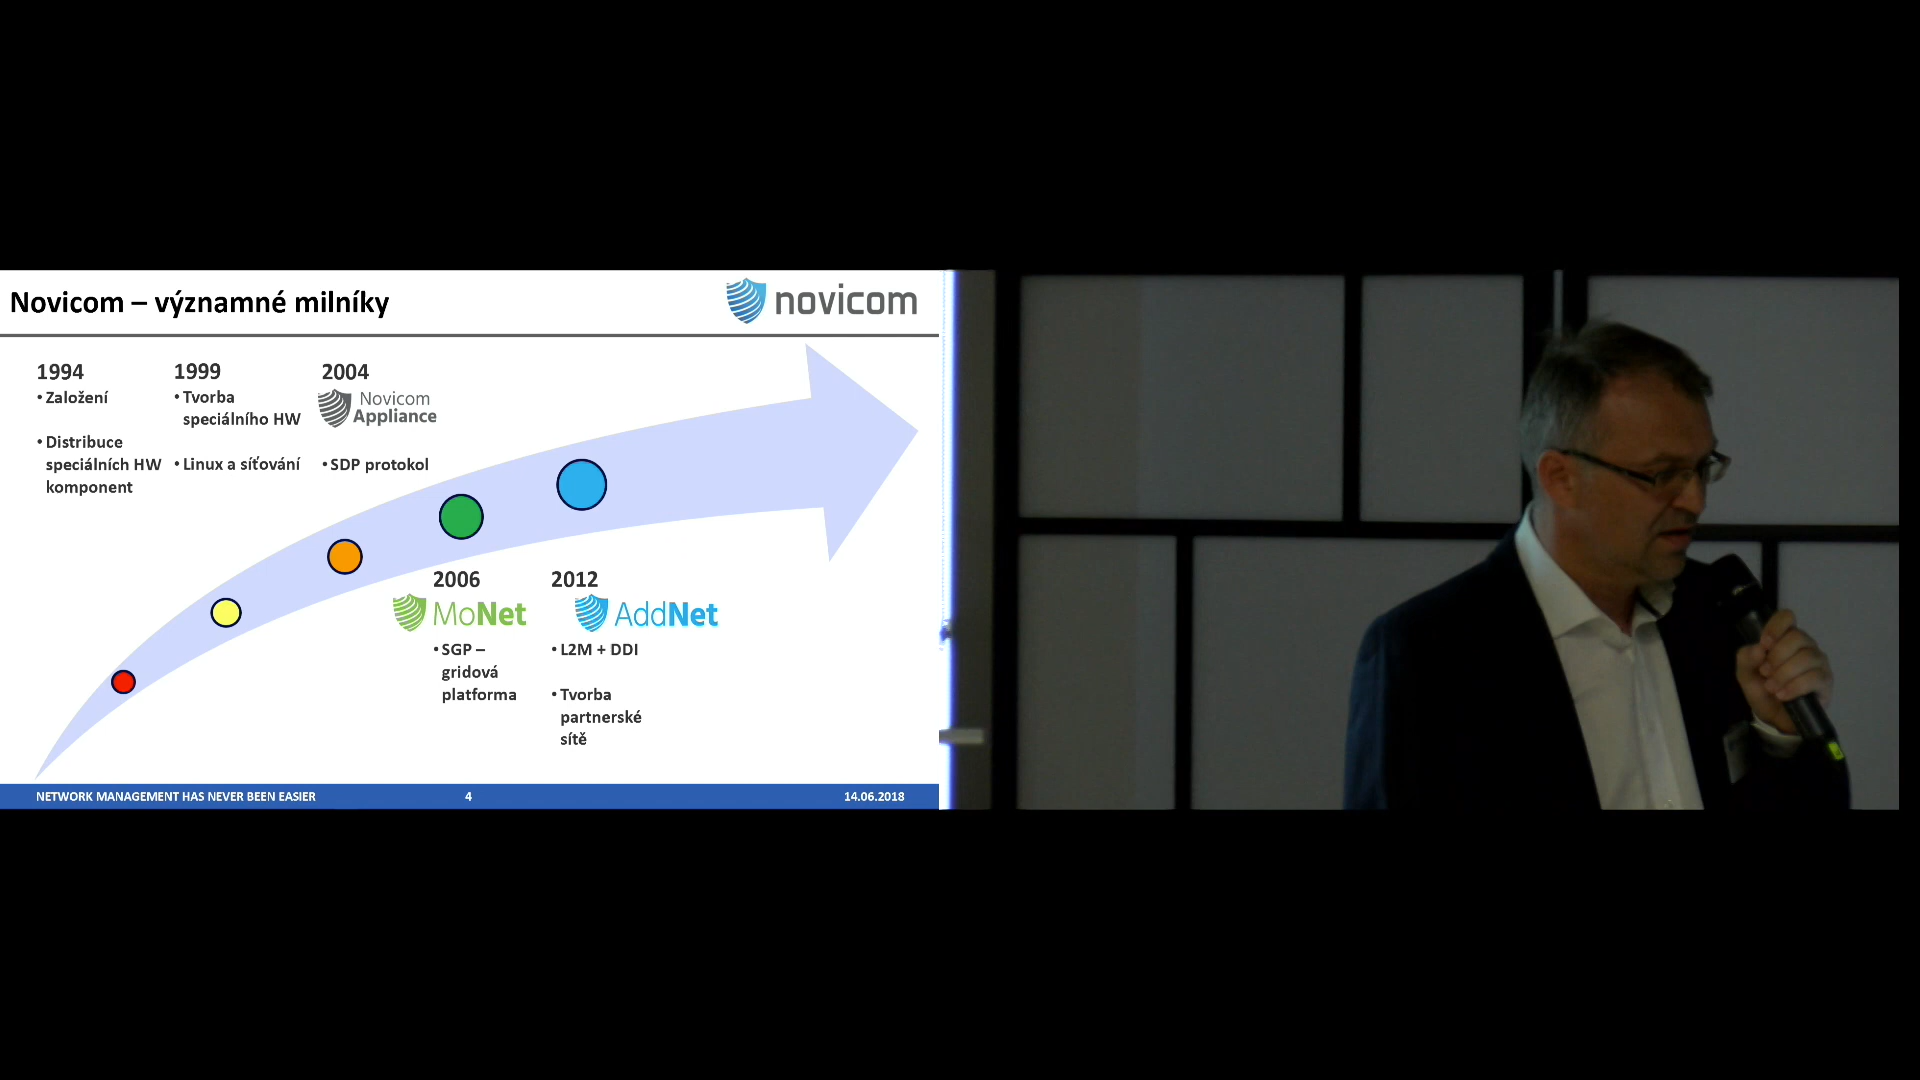 Novicom – významné milníky
novicom
1994
• Založení
• Distribuce
speciálních HW
komponent
1999
• Tvorba
speciálního HW
• Linux a síťování
2004
Novicom
Appliance
• SDP protokol
2006
MoNet
• SGP –
gridová
platforma
2012
AddNet
• L2M + DDI
• Tvorba
partnerské
sítě
NETWORK MANAGEMENT HAS NEVER BEEN EASIER
4
14.06.2018